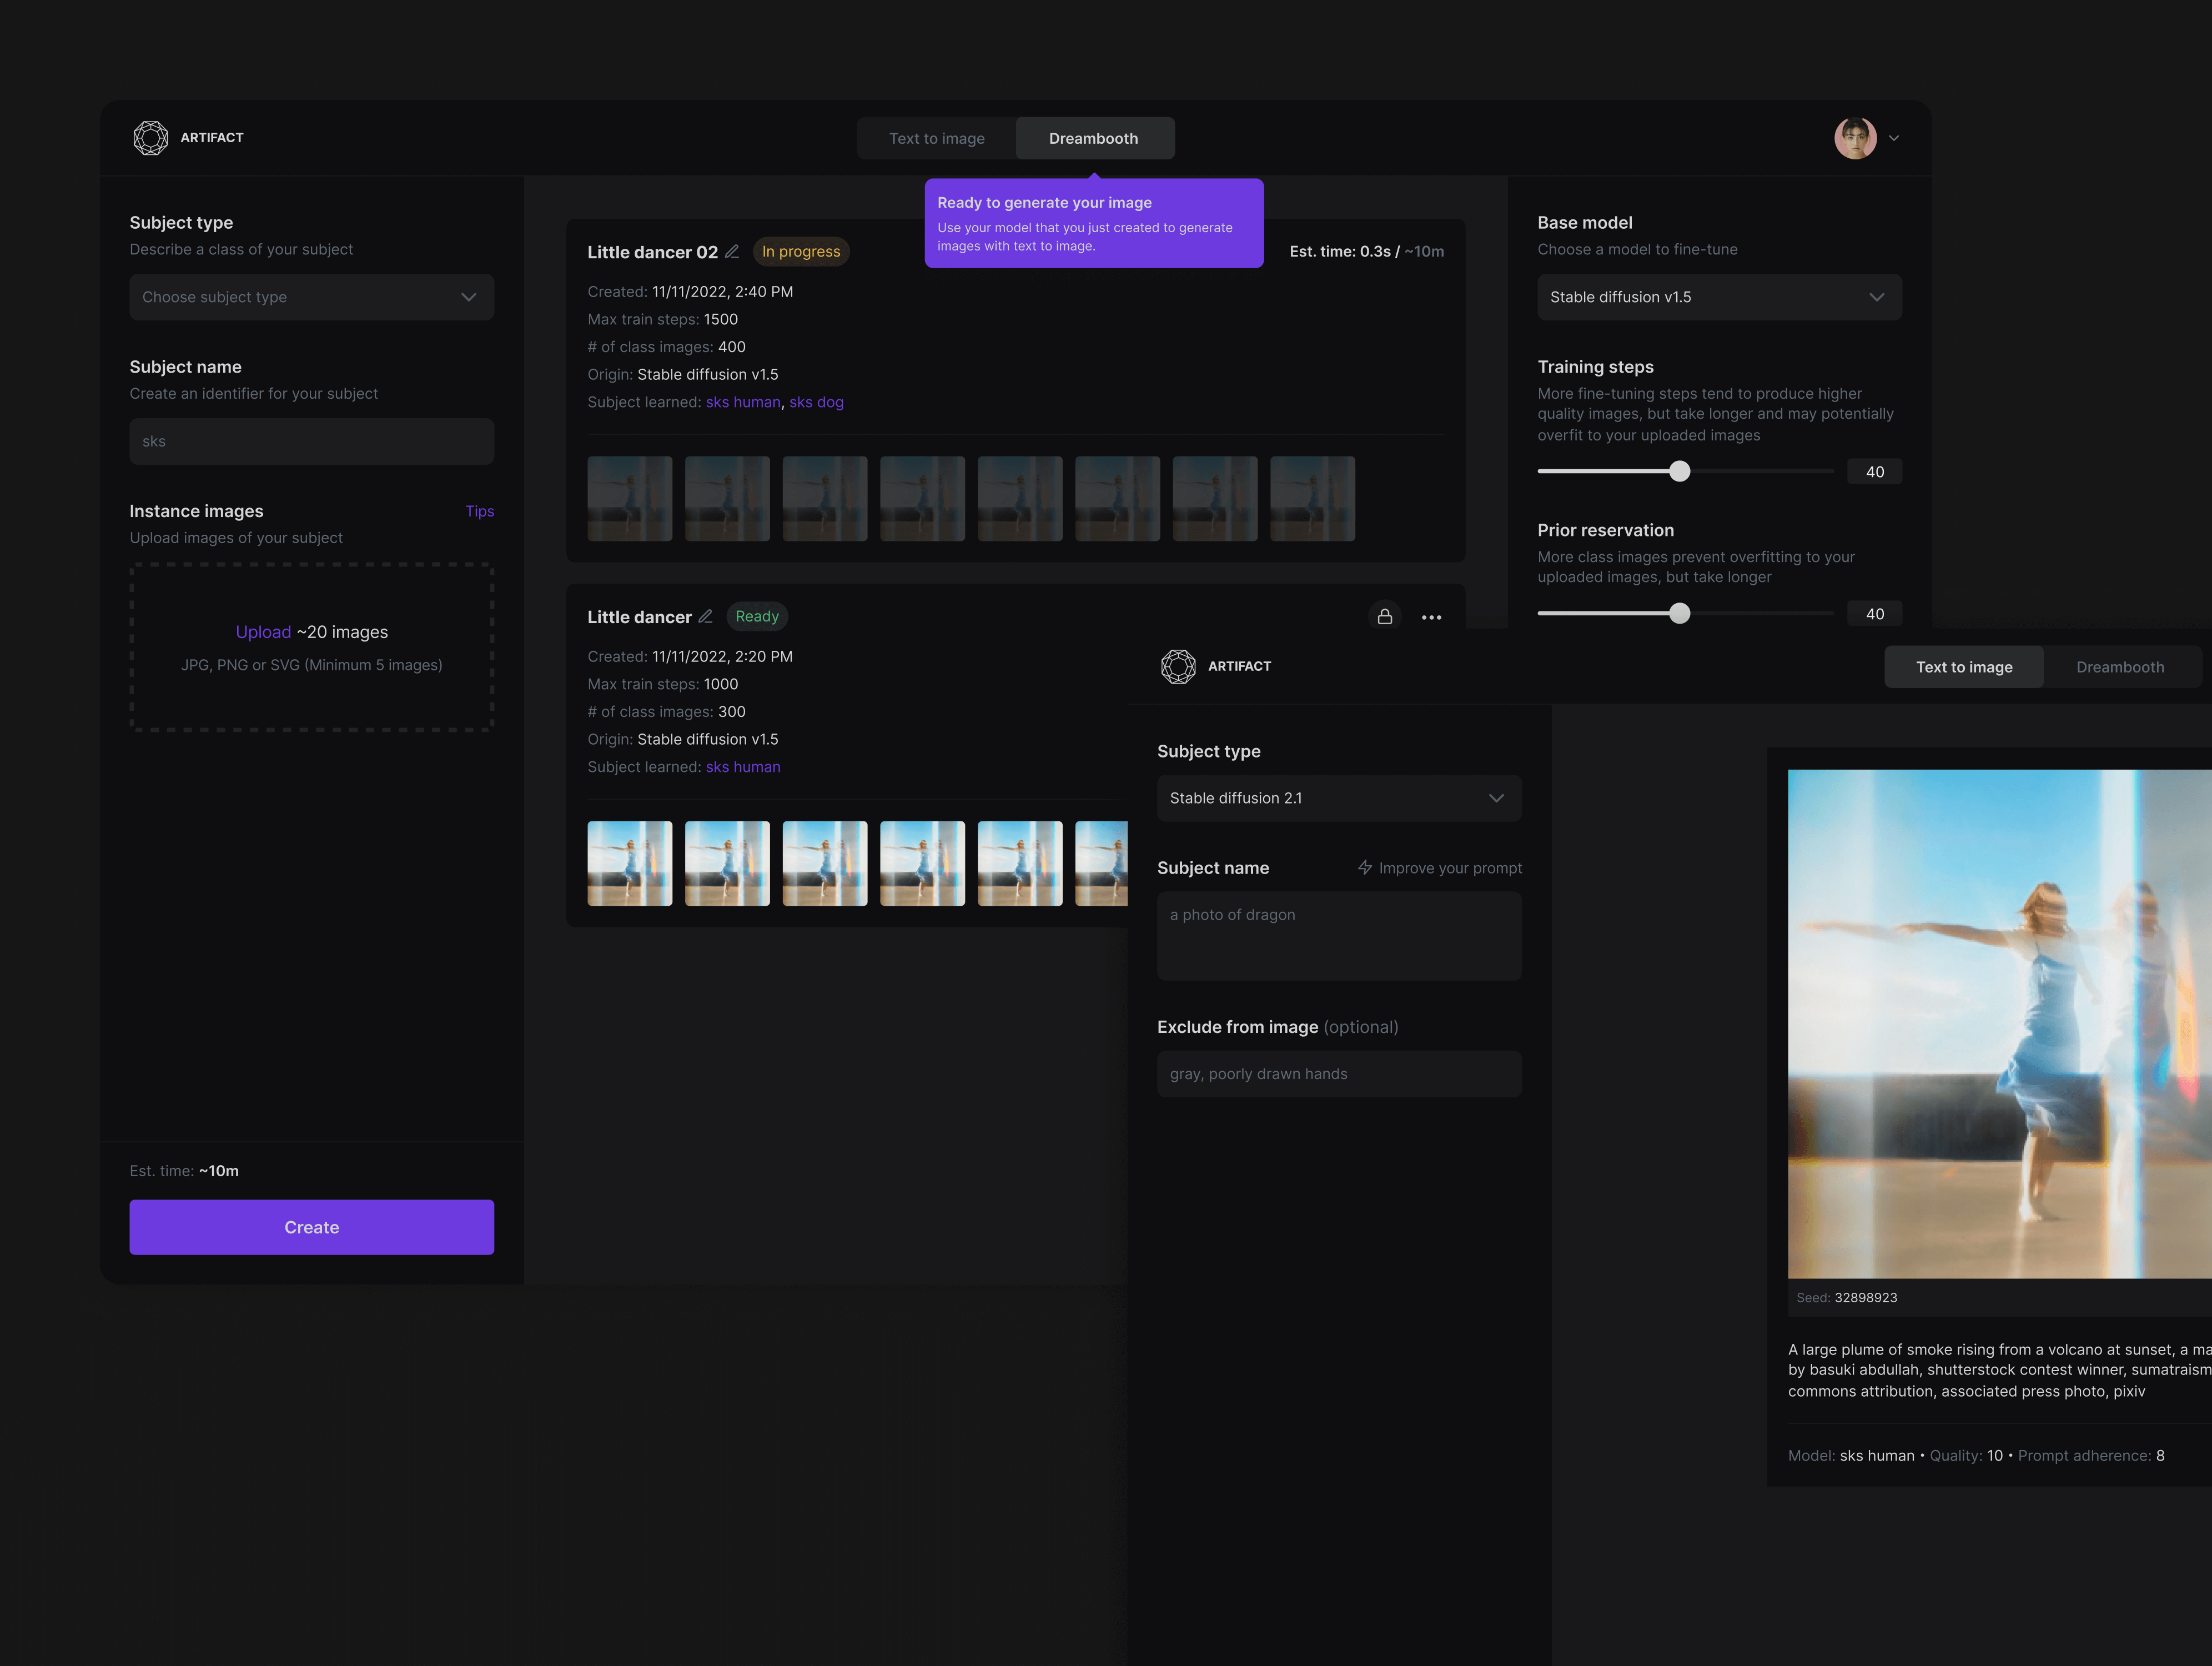 ARTIFACT
Text to image
Dreambooth
Ready to generate your image
Use your model that you just created to generate
images with text to image.
Subject type
Describe a class of your subject
Choose subject type
Subject name
Create an identifier for your subject
sks
Instance images
Tips
Upload images of your subject
Upload ~20 images
JPG, PNG or SVG (Minimum 5 images)
Est. time: ~10m
Create
Little dancer 02
In progress
Est. time: 0.3s / ~10m
Created: 11/11/2022, 2:40 PM
Max train steps: 1500
# of class images: 400
Origin: Stable diffusion v1.5
Subject learned: sks human, sks dog
Little dancer
Ready
Created: 11/11/2022, 2:20 PM
Max train steps: 1000
# of class images: 300
Origin: Stable diffusion v1.5
Subject learned: sks human
Base model
Choose a model to fine-tune
Stable diffusion v1.5
Training steps
More fine-tuning steps tend to produce higher
quality images, but take longer and may potentially
overfit to your uploaded images
40
Prior reservation
More class images prevent overfitting to your
uploaded images, but take longer
40
ARTIFACT
Text to image
Dreambooth
Subject type
Stable diffusion 2.1
Subject name
Improve your prompt
a photo of dragon
Exclude from image (optional)
gray, poorly drawn hands
Seed: 32898923
A large plume of smoke rising from a volcano at sunset, a
by basuki abdullah, shutterstock contest winner, sumatraism
commons attribution, associated press photo, pixiv
Model: sks human • Quality: 10 • Prompt adherence: 8